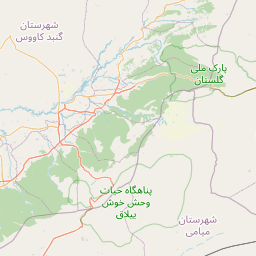 شهرستان
گنبد کاووس
پارک ملی
گلستان
پناهگاه حیات
وحش خوش
ییلاق
شهرستان
میامی